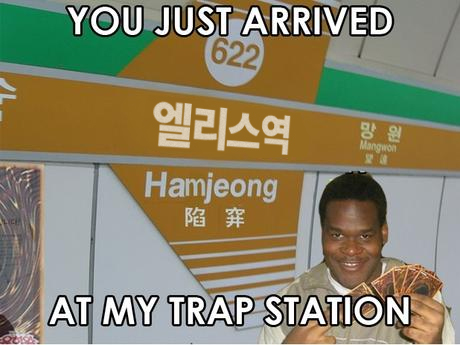 YOU JUST ARRIVED
622
엘리스역
망원
Mangwon
Hamjeong
陷穽
AT MY TRAP STATION